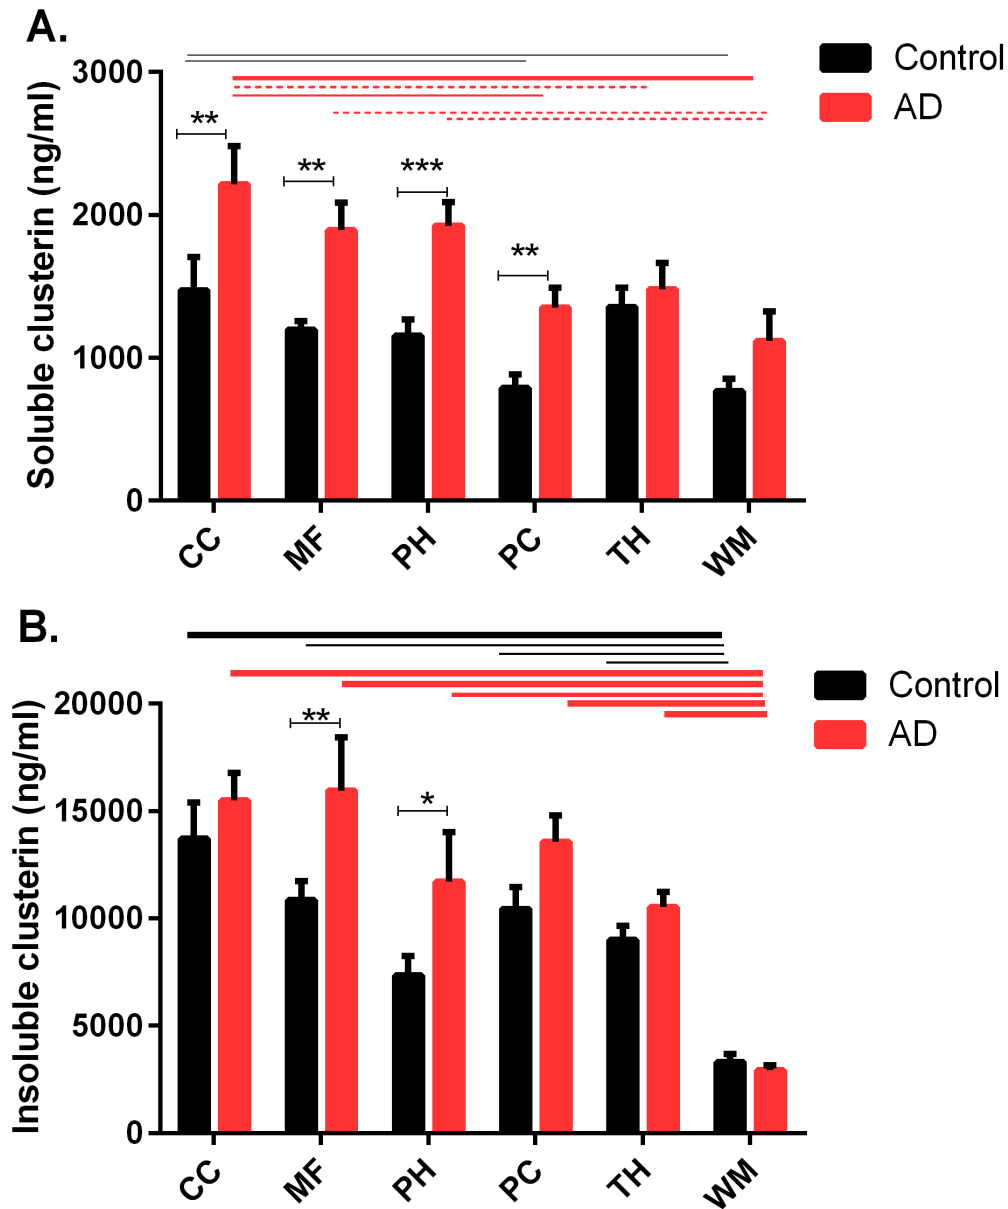 A.
Control
AD
Soluble clusterin (ng/ml)
3000
2000
1000
0
**
**
***
**
CC
MF
PH
PC
TH
WM
B.
Control
AD
Insoluble clusterin (ng/ml)
20000
15000
10000
5000
0
**
*
CC
MF
PH
PC
TH
WM